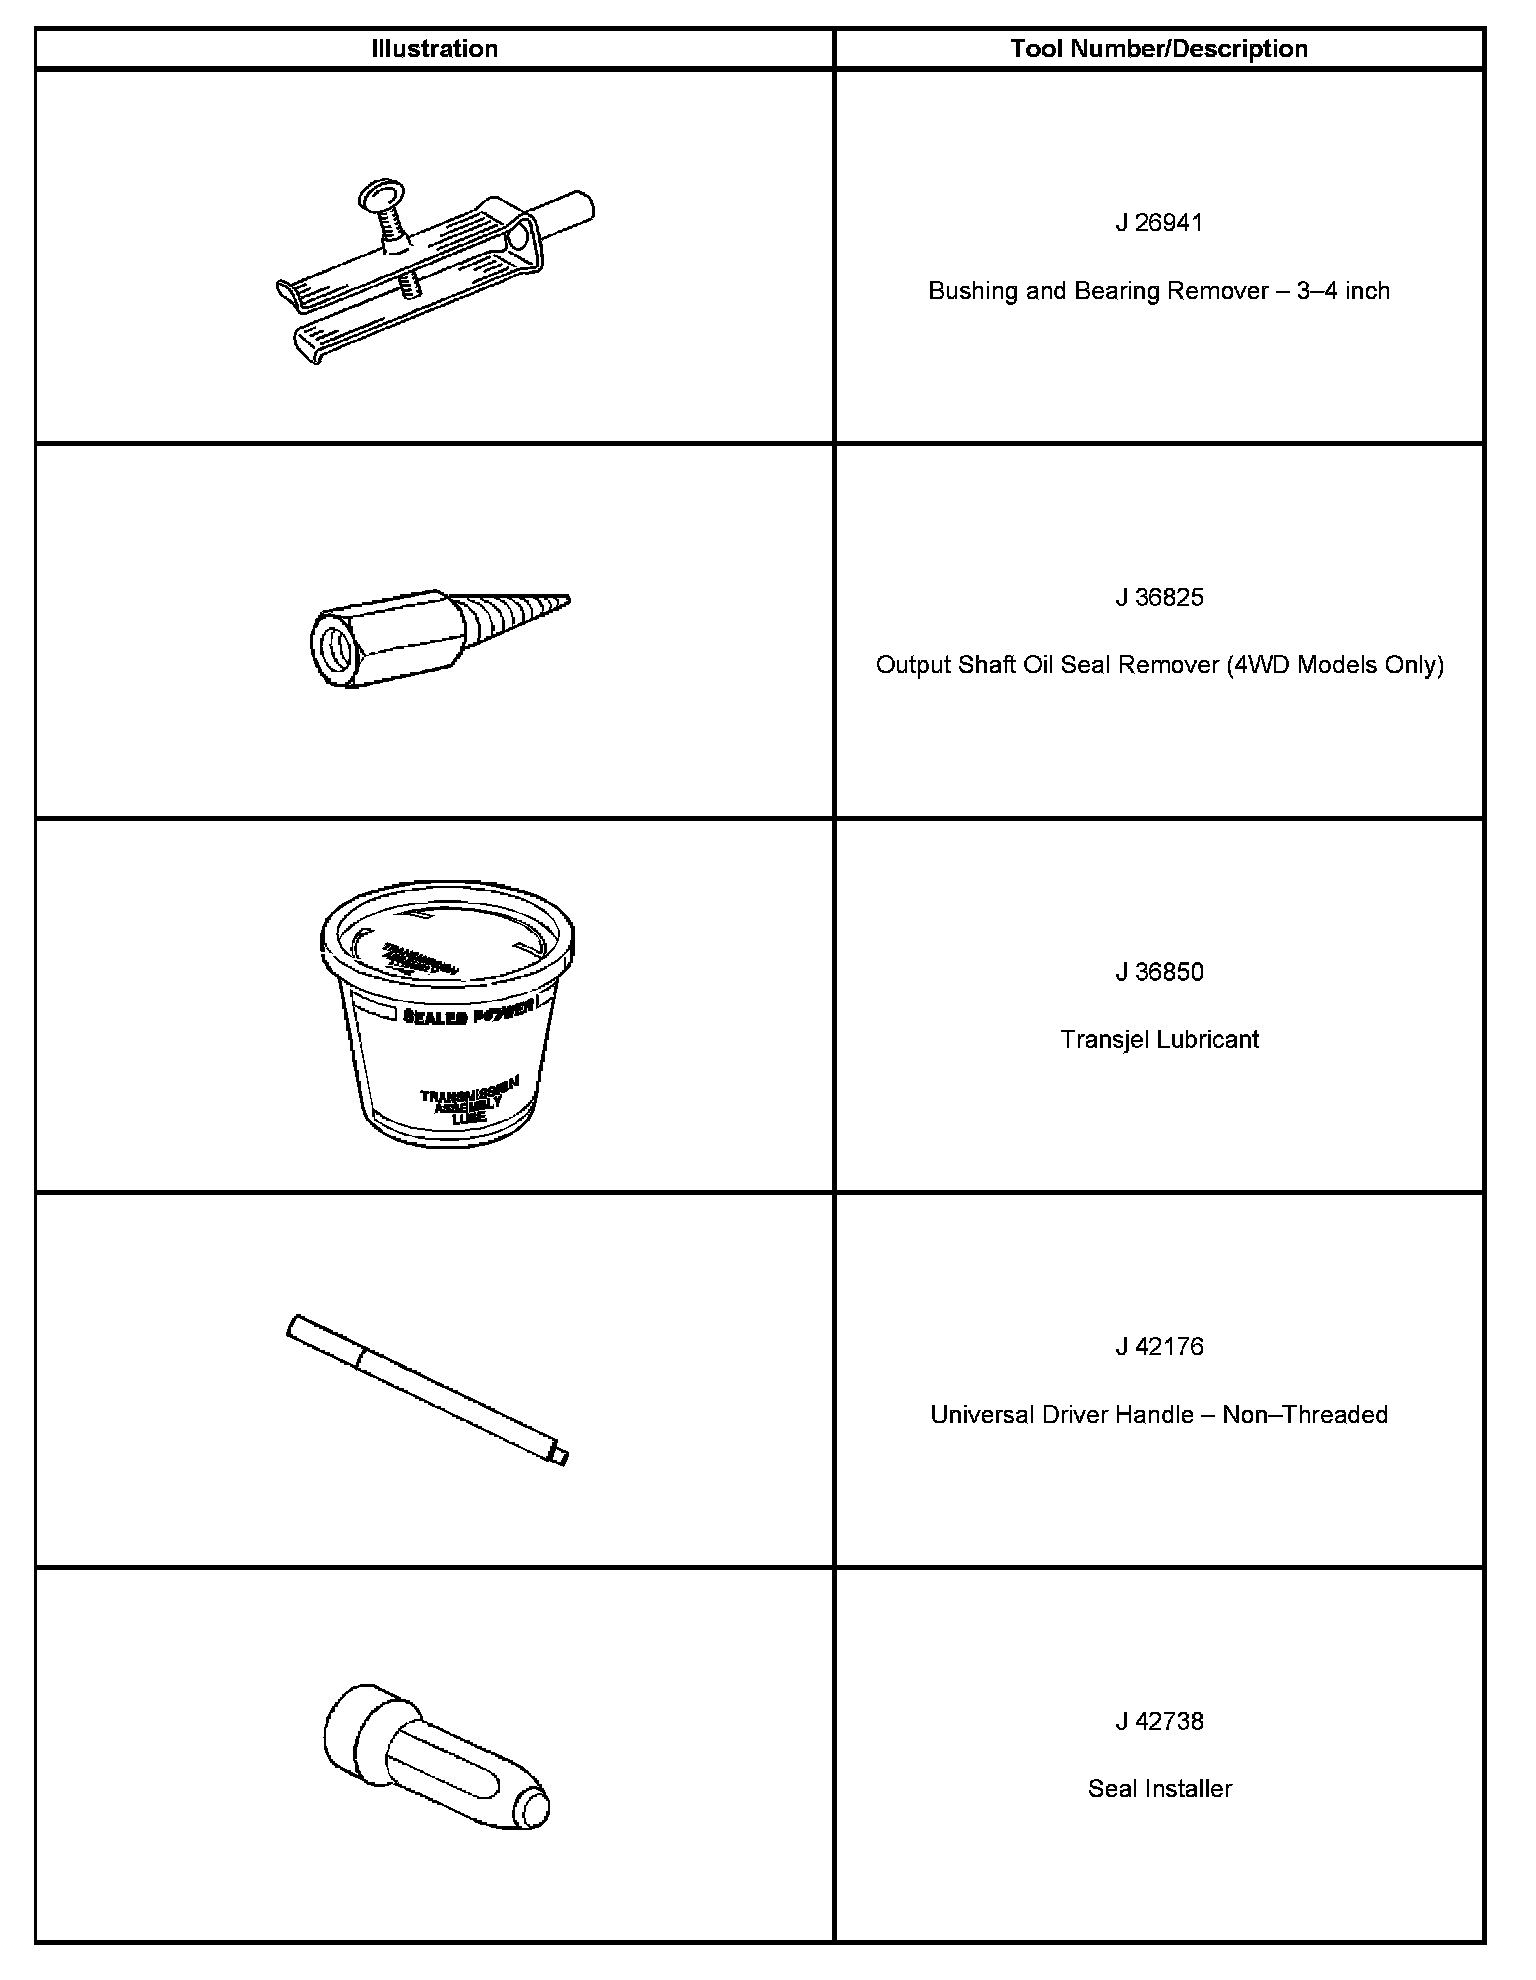 Illustration
Tool Number/Description
J 26941
Bushing and Bearing Remover – 3–4 inch
J 36825
Output Shaft Oil Seal Remover (4WD Models Only)
TRANSMISSION
SEALED POWER
TRANSMISSION
ASSEMBLY
LUBE
J 36850
Transjel Lubricant
J 42176
Universal Driver Handle – Non–Threaded
J 42738
Seal Installer